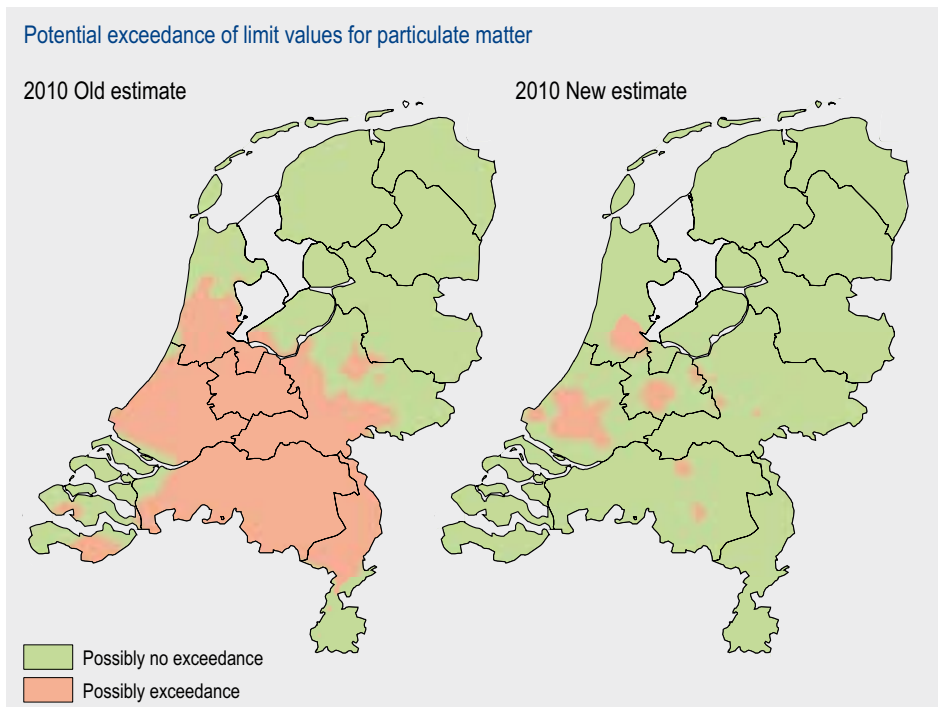 Potential exceedance of limit values for particulate matter
2010 Old estimate
2010 New estimate
Possibly no exceedance
Possibly exceedance